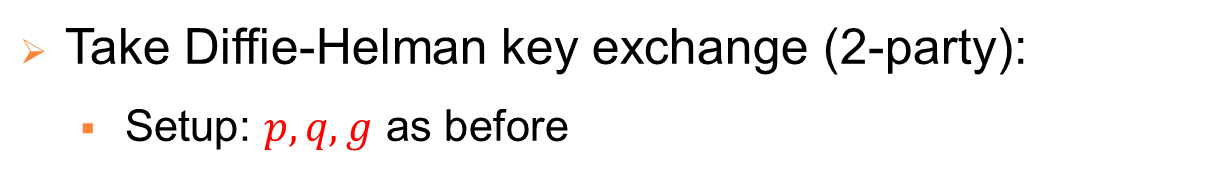 Take Diffie-Helman key exchange (2-party):
Setup: p, q, g as before